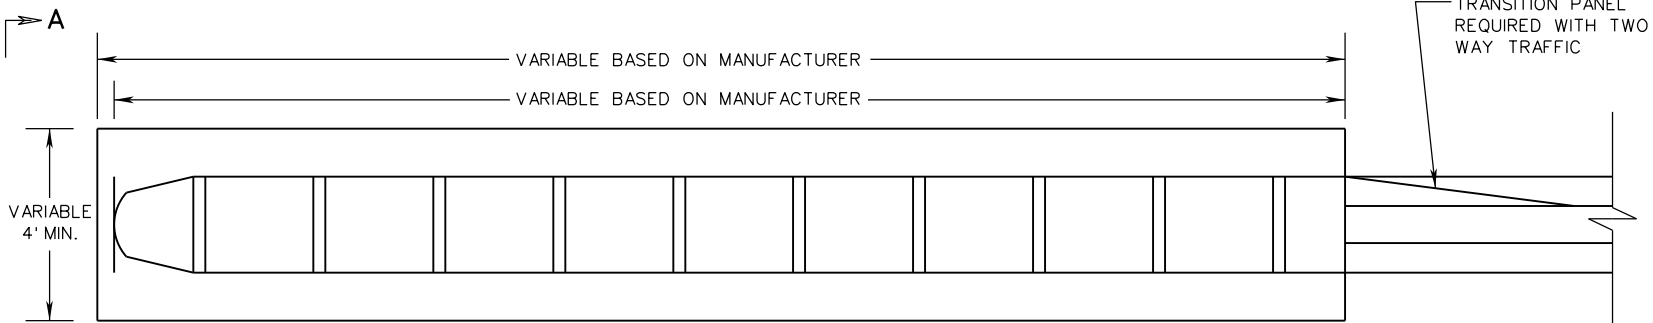 A
TRANSITION PANEL
REQUIRED WITH TWO
WAY TRAFFIC
VARIABLE BASED ON MANUFACTURER
VARIABLE BASED ON MANUFACTURER
VARIABLE
4' MIN.